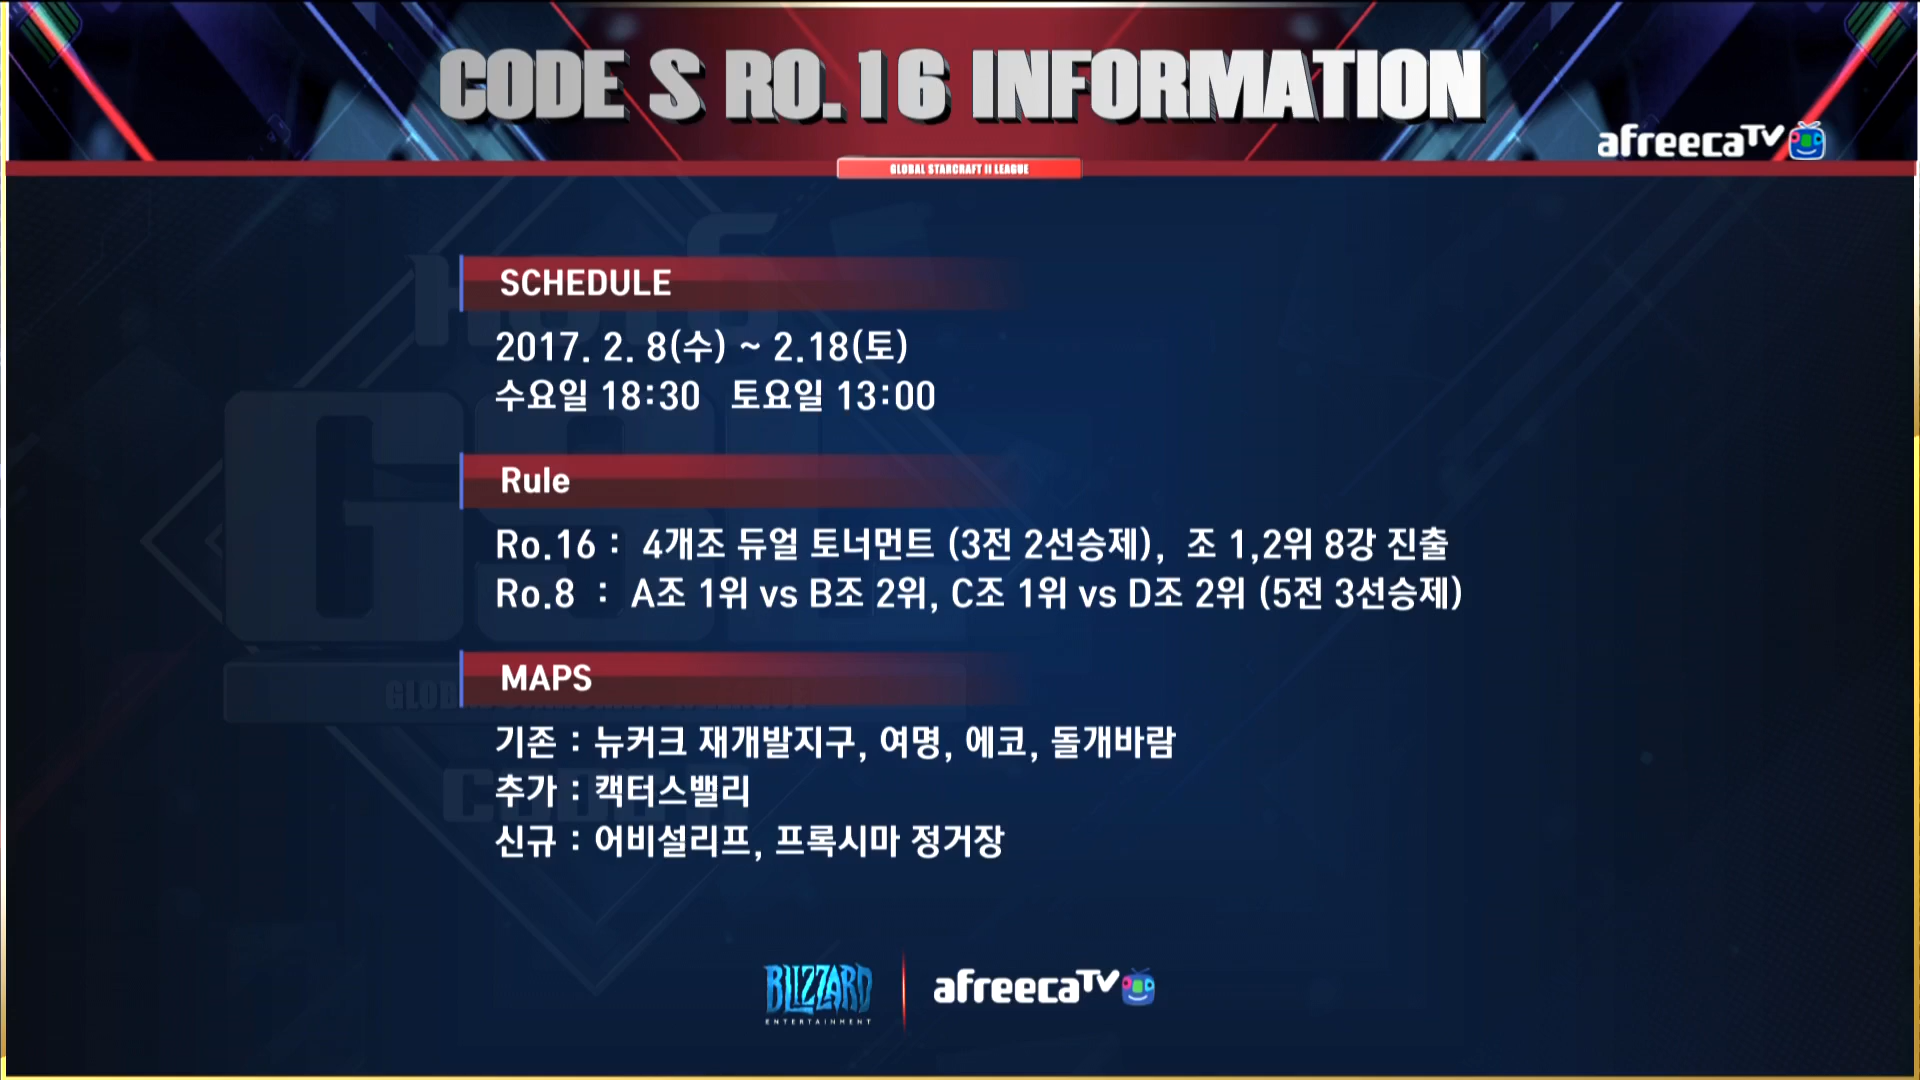 CODE S RO.16 INFORMATION
afreecaTV
GLOBAL STARCRAFT II LEAGUE
SCHEDULE
2017. 2. 8(수) ~ 2.18(토)
수요일 18:30 토요일 13:00
Rule
Ro.16 : 4개조 듀얼 토너먼트 (3전 2선승제), 조 1,2위 8강 진출
Ro.8 : A조 1위 vs B조 2위, C조 1위 vs D조 2위 (5전 3선승제)
MAPS
기존 : 뉴커크 재개발지구, 여명, 에코, 돌개바람
추가 : 캑터스밸리
신규 : 어비설리프, 프록시마 정거장
BLIZZARD
ENTERTAINMENT
afreecaTV